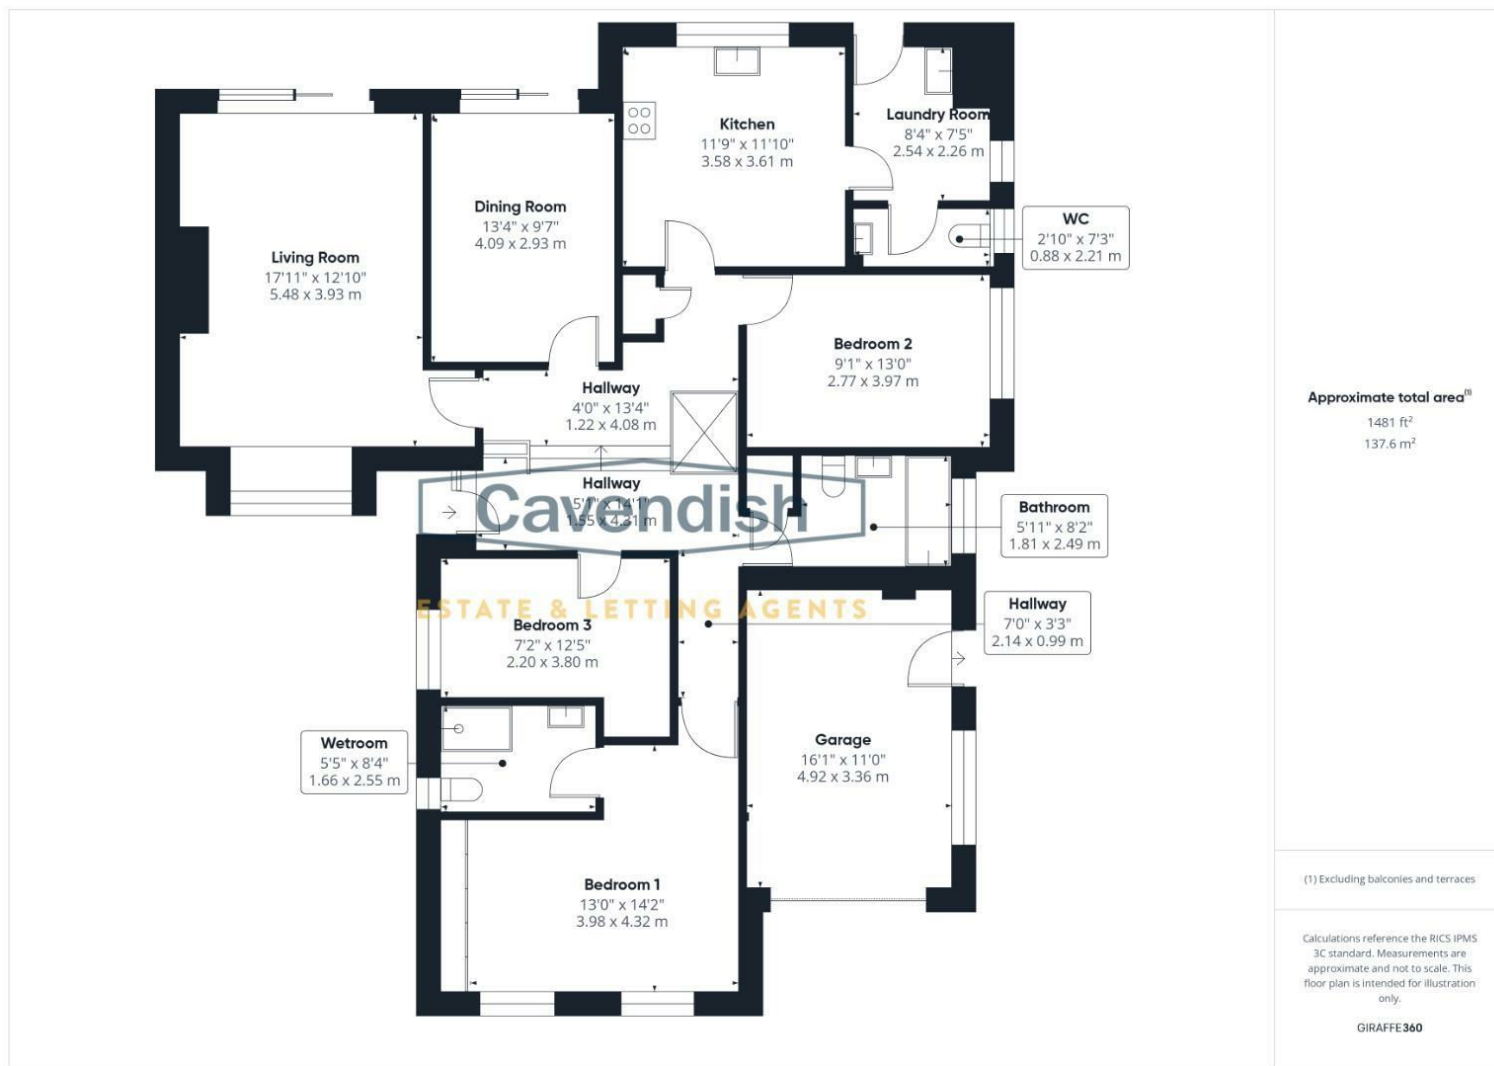 Kitchen
11'9" x 11'10"
3.58 x 3.61 m
Laundry Room
8'4" x 7'5"
2.54 x 2.26 m
Dining Room
13'4" x 9'7"
4.09 x 2.93 m
WC
2'10" x 7'3"
0.88 x 2.21 m
Living Room
17'11" x 12'10"
5.48 x 3.93 m
Bedroom 2
9'1" x 13'0"
2.77 x 3.97 m
Hallway
4'0" x 13'4"
1.22 x 4.08 m
Hallway
5'1" x 14'1"
1.55 x 4.31 m
Cavendish
ESTATE & LETTING AGENTS
Bathroom
5'11" x 8'2"
1.81 x 2.49 m
Hallway
7'0" x 3'3"
2.14 x 0.99 m
Bedroom 3
7'2" x 12'5"
2.20 x 3.80 m
Wetroom
5'5" x 8'4"
1.66 x 2.55 m
Garage
16'1" x 11'0"
4.92 x 3.36 m
Bedroom 1
13'0" x 14'2"
3.98 x 4.32 m
Approximate total area(1)
1481 ft²
137.6 m²
(1) Excluding balconies and terraces
Calculations reference the RICS IPMS
3C standard. Measurements are
approximate and not to scale. This
floor plan is intended for illustration
only.
GIRAFFE360